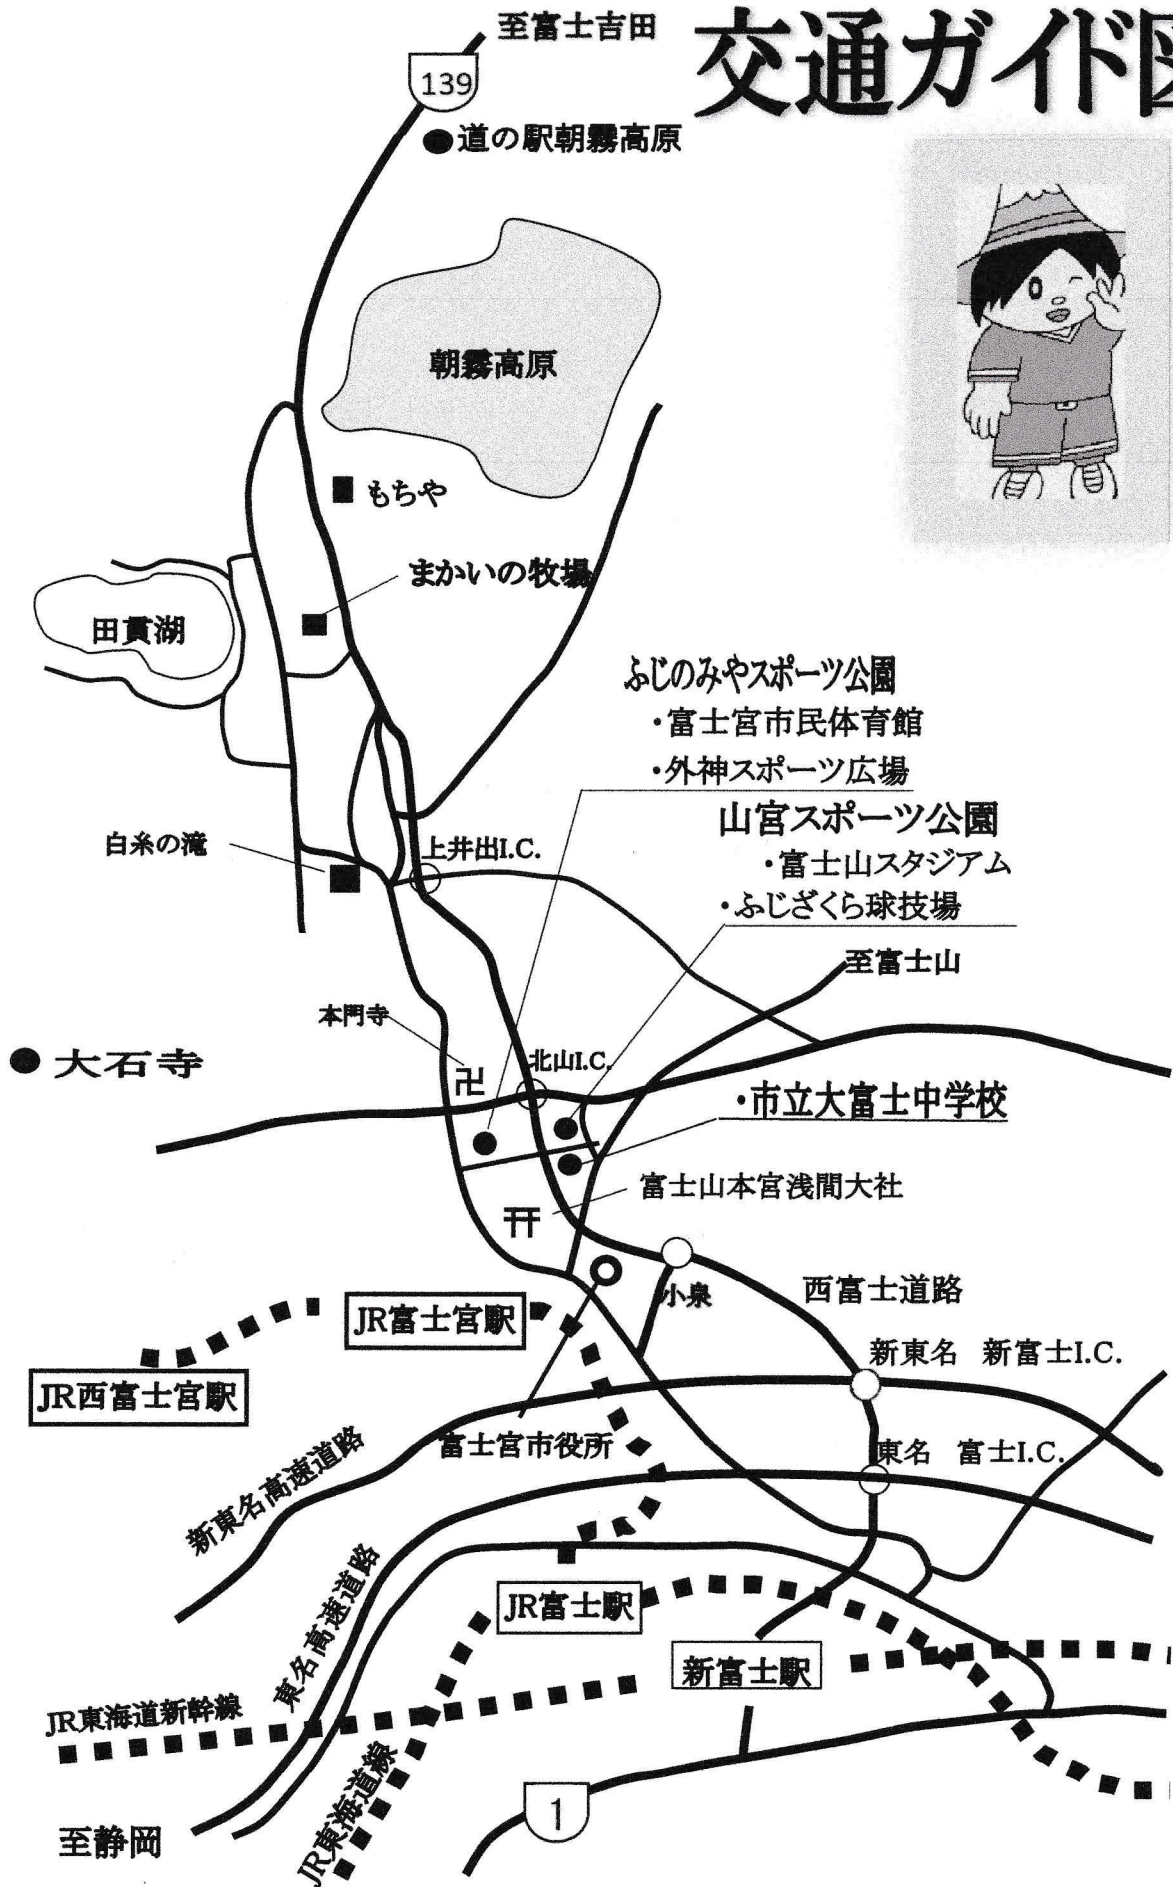 至富士吉田
交通ガイド図
139
道の駅朝霧高原
朝霧高原
もちや
まかいの牧場
田貫湖
ふじのみやスポーツ公園
・富士宮市民体育館
・外神スポーツ広場
山宮スポーツ公園
・富士山スタジアム
・ふじざくら球技場
白糸の滝
上井出I.C.
至富士山
本門寺
大石寺
北山I.C.
・市立大富士中学校
富士山本宮浅間大社
小泉
西富士道路
JR富士宮駅
JR西富士宮駅
新東名 新富士I.C.
富士宮市役所
東名 富士I.C.
新東名高速道路
東名高速道路
JR富士駅
新富士駅
JR東海道新幹線
JR東海道線
1
至静岡